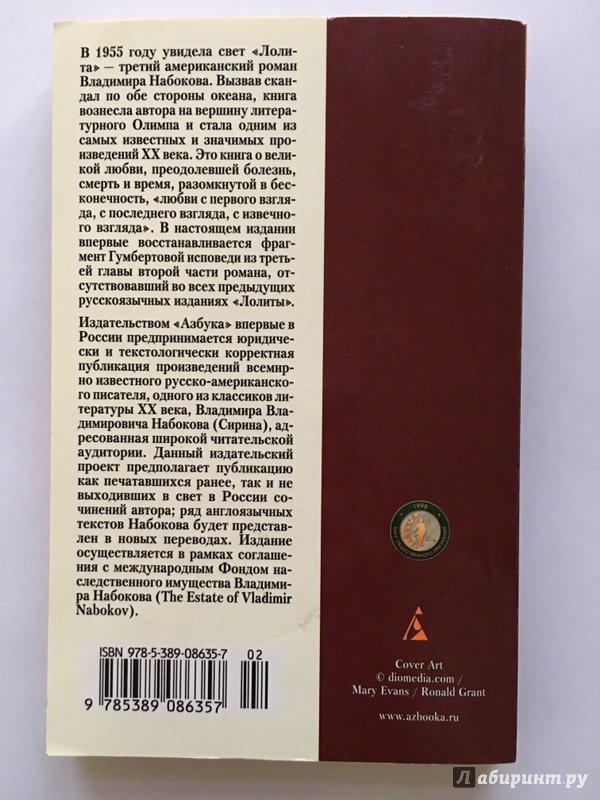 В 1955 году увидела свет «Лоли-
та» — третий американский роман
Владимира Набокова. Вызвав скан-
дал по обе стороны океана, книга
вознесла автора на вершину литера-
турного Олимпа и стала одним из
самых известных и значимых про-
изведений XX века. Это книга о вели-
кой любви, преодолевшей болезнь,
смерть и время, разомкнутой в бес-
конечность, «любви с первого взгля-
да, с последнего взгляда, с извечно-
го взгляда». В настоящем издании
впервые восстанавливается фраг-
мент Гумбертовой исповеди из треть-
ей главы второй части романа, от-
сутствовавший во всех предыдущих
русскоязычных изданиях «Лолиты».
Издательством «Азбука» впервые в
России предпринимается юридиче-
ски и текстологически корректная
публикация произведений всемир-
но известного русско-американско-
го писателя, одного из классиков ли-
тературы XX века, Владимира Вла-
димировича Набокова (Сирина), ад-
ресованная широкой читательской
аудитории. Данный издательский
проект предполагает публикацию
как печатавшихся ранее, так и не
выходивших в свет в России со-
чинений автора; ряд англоязычных
текстов Набокова будет представ-
лен в новых переводах. Издание
осуществляется в рамках соглаше-
ния с международным Фондом на-
следственного имущества Владими-
ра Набокова (The Estate of Vladimir
Nabokov).
ISBN 978-5-389-08635-7 02
9 785389 086357
1998
Cover Art
© diomedia.com /
Mary Evans / Ronald Grant
www.azbooka.ru
лабиринт.ру